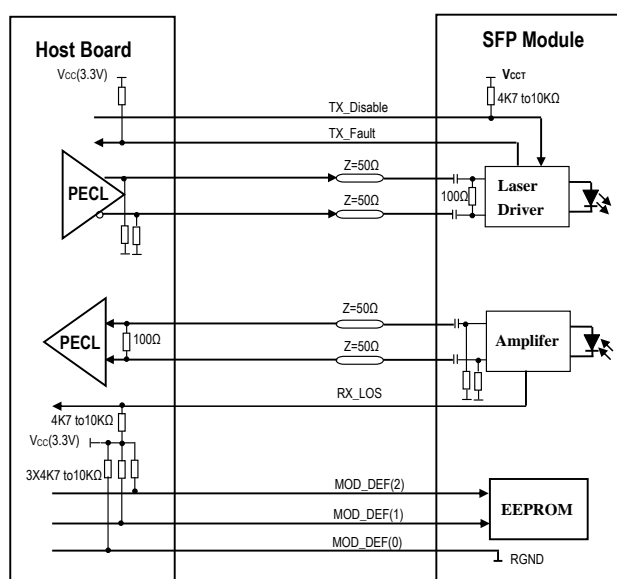 Host Board
SFP Module
Vcc(3.3V)
VCCT
4K7 to10KΩ
TX_Disable
TX_Fault
Z=50Ω
PECL
100Ω
Laser
Driver
Z=50Ω
Z=50Ω
PECL
100Ω
Amplifer
Z=50Ω
RX_LOS
4K7 to10KΩ
Vcc(3.3V)
3X4K7 to10KΩ
MOD_DEF(2)
EEPROM
MOD_DEF(1)
MOD_DEF(0)
RGND